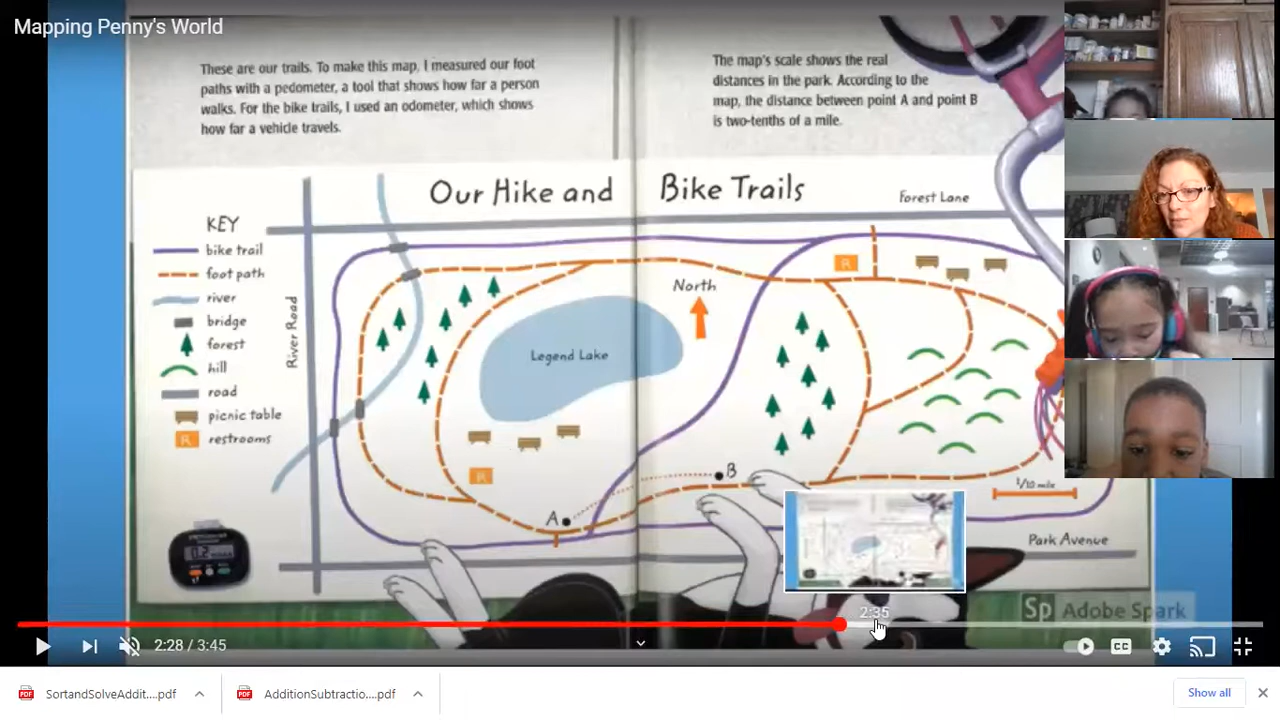 Mapping Penny's World
These are our trails. To make this map, I measured our foot
paths with a pedometer, a tool that shows how far a person
walks. For the bike trails, I used an odometer, which shows
how far a vehicle travels.
The map's scale shows the real
distances in the park. According to the
map, the distance between point A and point B
is two-tenths of a mile.
Our Hike and Bike Trails
Forest Lane
KEY
bike trail
foot path
river
bridge
forest
hill
road
picnic table
R restrooms
River Road
North
Legend Lake
R
R
A
B
1/10 mile
Park Avenue
0.2
2:35
Sp Adobe Spark
2:28 / 3:45
CC
PDF SortandSolveAddit....pdf
PDF AdditionSubtractio....pdf
Show all